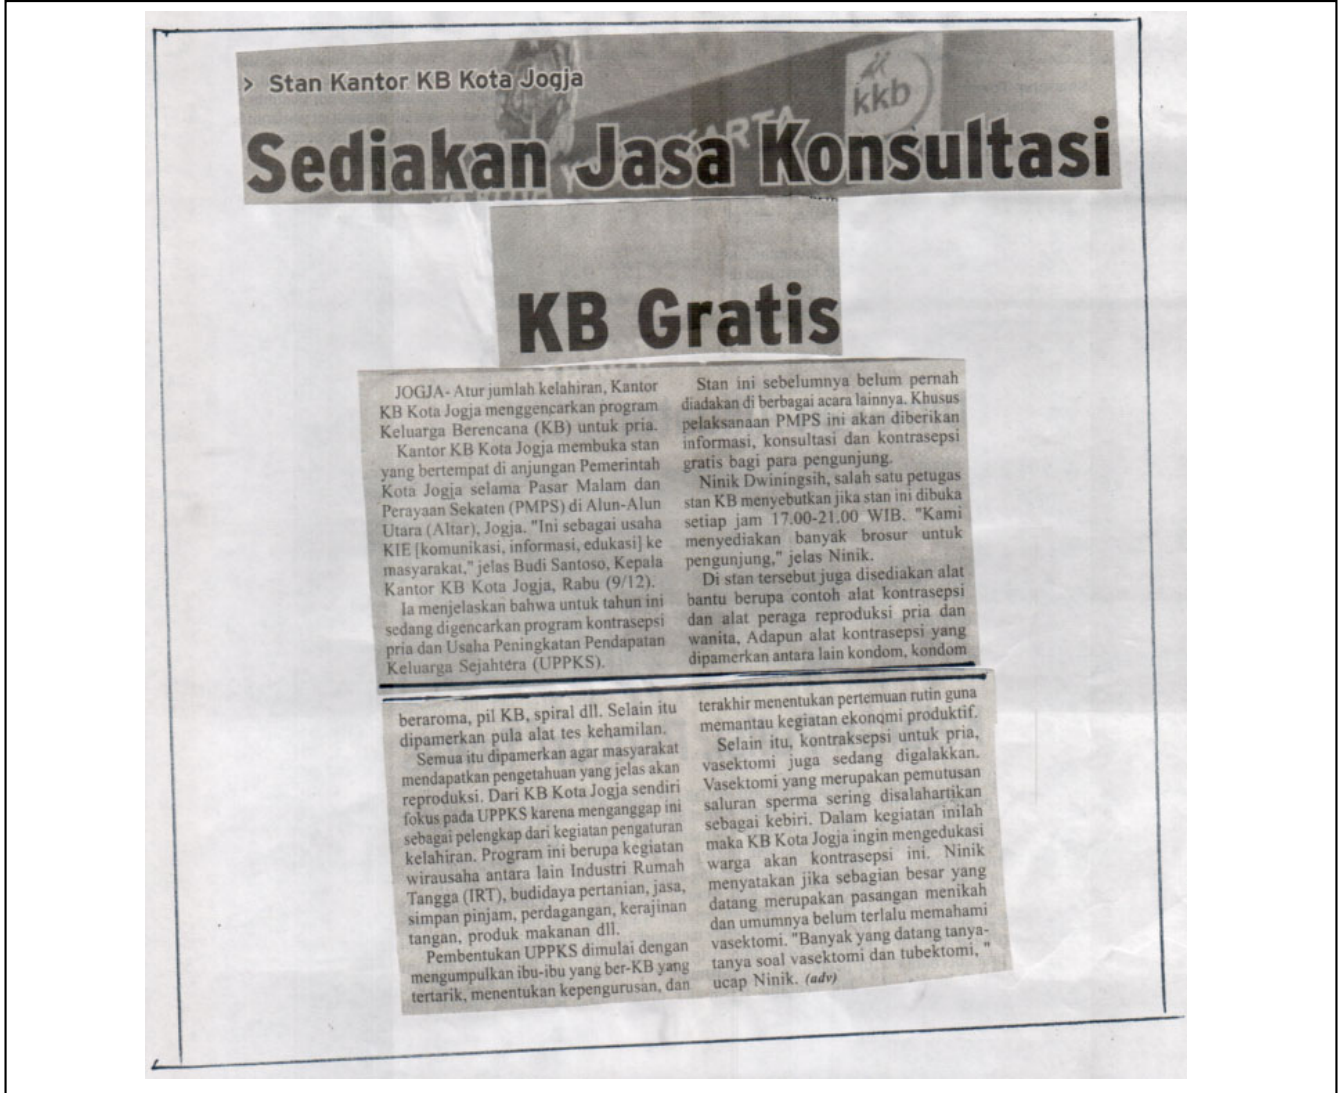 > Stan Kantor KB Kota Jogja
kkb
KARTA
Sediakan Jasa Konsultasi
KB Gratis
JOGJA- Atur jumlah kelahiran, Kantor
KB Kota Jogja menggencarkan program
Keluarga Berencana (KB) untuk pria.
Kantor KB Kota Jogja membuka stan
yang bertempat di anjungan Pemerintah
Kota Jogja selama Pasar Malam dan
Perayaan Sekaten (PMPS) di Alun-Alun
Utara (Altar), Jogja. "Ini sebagai usaha
KIE [komunikasi, informasi, edukasi] ke
masyarakat," jelas Budi Santoso, Kepala
Kantor KB Kota Jogja, Rabu (9/12).
Ia menjelaskan bahwa untuk tahun ini
sedang digencarkan program kontrasepsi
pria dan Usaha Peningkatan Pendapatan
Keluarga Sejahtera (UPPKS).
Stan ini sebelumnya belum pernah
diadakan di berbagai acara lainnya. Khusus
pelaksanaan PMPS ini akan diberikan
informasi, konsultasi dan kontrasepsi
gratis bagi para pengunjung.
Ninik Dwiningsih, salah satu petugas
stan KB menyebutkan jika stan ini dibuka
setiap jam 17.00-21.00 WIB. "Kami
menyediakan banyak brosur untuk
pengunjung," jelas Ninik.
Di stan tersebut juga disediakan alat
bantu berupa contoh alat kontrasepsi
dan alat peraga reproduksi pria dan
wanita. Adapun alat kontrasepsi yang
dipamerkan antara lain kondom, kondom
beraroma, pil KB, spiral dll. Selain itu
dipamerkan pula alat tes kehamilan.
Semua itu dipamerkan agar masyarakat
mendapatkan pengetahuan yang jelas akan
reproduksi. Dari KB Kota Jogja sendiri
fokus pada UPPKS karena menganggap ini
sebagai pelengkap dari kegiatan pengaturan
kelahiran. Program ini berupa kegiatan
wirausaha antara lain Industri Rumah
Tangga (IRT), budidaya pertanian, jasa,
simpan pinjam, perdagangan, kerajinan
tangan, produk makanan dll.
Pembentukan UPPKS dimulai dengan
mengumpulkan ibu-ibu yang ber-KB yang
tertarik, menentukan kepengurusan, dan
terakhir menentukan pertemuan rutin guna
memantau kegiatan ekonomi produktif.
Selain itu, kontraksepsi untuk pria,
vasektomi juga sedang digalakkan.
Vasektomi yang merupakan pemutusan
saluran sperma sering disalahartikan
sebagai kebiri. Dalam kegiatan inilah
maka KB Kota Jogja ingin mengedukasi
warga akan kontrasepsi ini. Ninik
menyatakan jika sebagian besar yang
datang merupakan pasangan menikah
dan umumnya belum terlalu memahami
vasektomi. "Banyak yang datang tanya-
tanya soal vasektomi dan tubektomi, "
ucap Ninik. (adv)